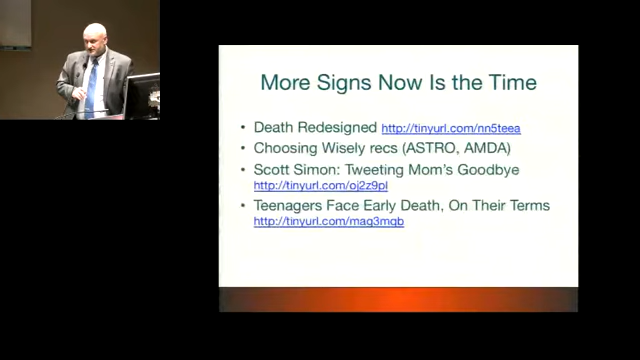 More Signs Now Is the Time
• Death Redesigned http://tinyurl.com/nn5teea
• Choosing Wisely recs (ASTRO, AMDA)
• Scott Simon: Tweeting Mom's Goodbye
http://tinyurl.com/oj2z9pl
• Teenagers Face Early Death, On Their Terms
http://tinyurl.com/maq3mqb